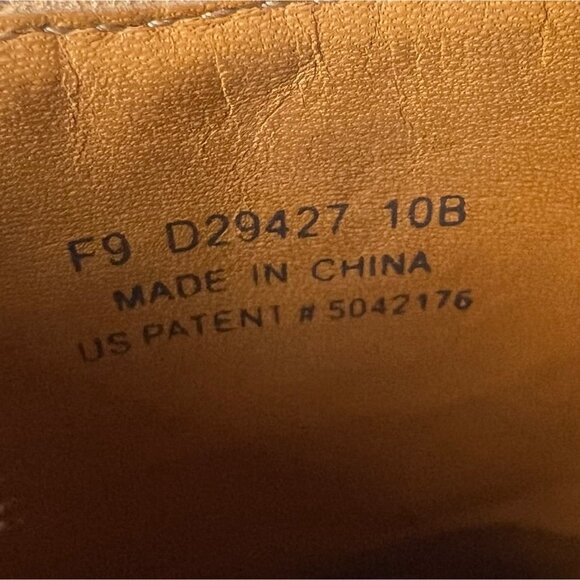 F9 D29427 10B
MADE IN CHINA
US PATENT # 5042176